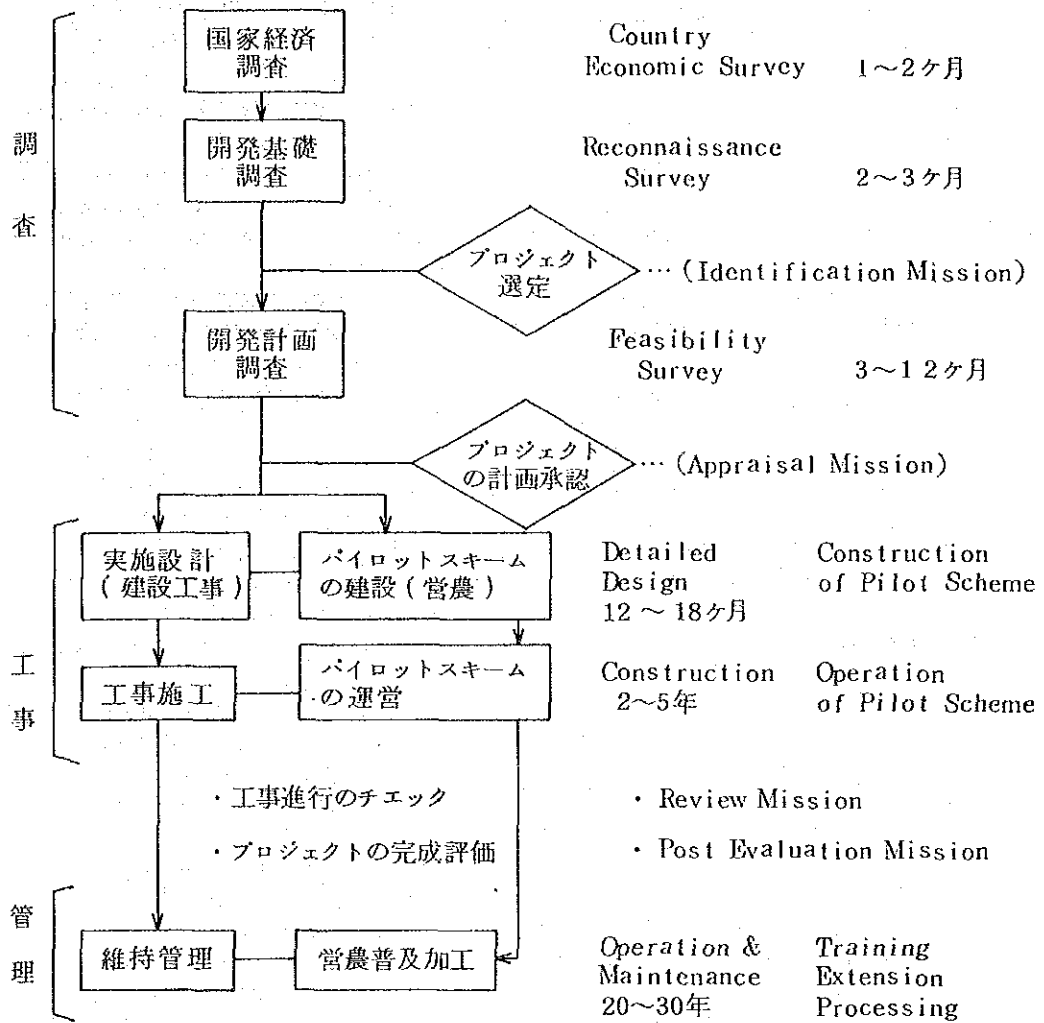 国家経済
調査
Country
Economic Survey 1～2ケ月
調
査
開発基礎
調査
Reconnaissance
Survey 2～3ケ月
プロジェクト
選定
… (Identification Mission)
開発計画
調査
Feasibility
Survey 3～12ケ月
プロジェクト
の計画承認
… (Appraisal Mission)
工
事
実施設計
(建設工事)
パイロットスキーム
の建設(営農)
Detailed
Design
12～18ケ月
Construction
of Pilot Scheme
工事施工
パイロットスキーム
の運営
Construction
2～5年
Operation
of Pilot Scheme
・工事進行のチェック
・Review Mission
・プロジェクトの完成評価
・Post Evaluation Mission
管
理
維持管理
営農普及加工
Operation &
Maintenance
20～30年
Training
Extension
Processing